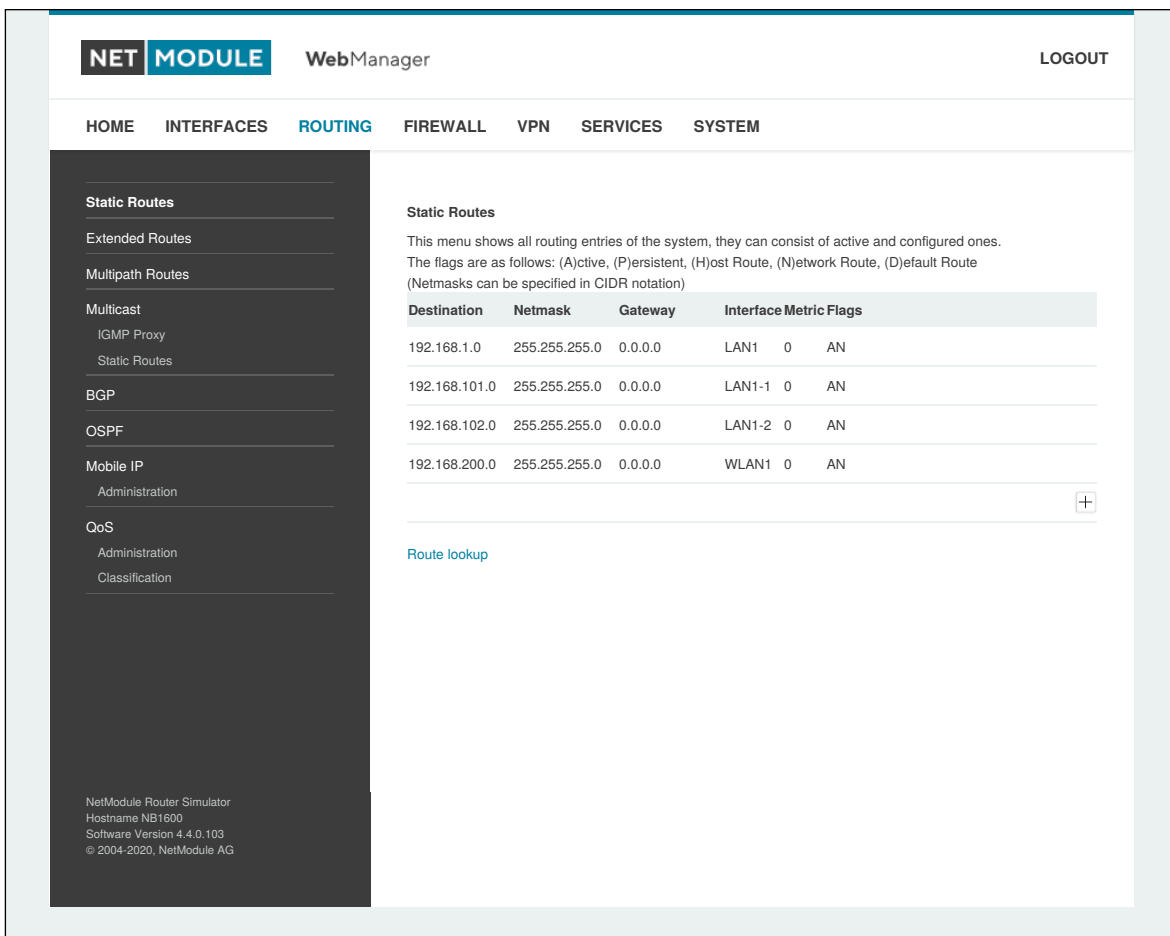 NET MODULE WebManager LOGOUT
HOME INTERFACES ROUTING FIREWALL VPN SERVICES SYSTEM
Static Routes
Extended Routes
Multipath Routes
Multicast
IGMP Proxy
Static Routes
BGP
OSPF
Mobile IP
Administration
QoS
Administration
Classification
NetModule Router Simulator
Hostname NB1600
Software Version 4.4.0.103
© 2004-2020, NetModule AG
Static Routes
This menu shows all routing entries of the system, they can consist of active and configured ones.
The flags are as follows: (A)ctive, (P)ersistent, (H)ost Route, (N)etwork Route, (D)efault Route
(Netmasks can be specified in CIDR notation)
Destination Netmask Gateway Interface Metric Flags
192.168.1.0 255.255.255.0 0.0.0.0 LAN1 0 AN
192.168.101.0 255.255.255.0 0.0.0.0 LAN1-1 0 AN
192.168.102.0 255.255.255.0 0.0.0.0 LAN1-2 0 AN
192.168.200.0 255.255.255.0 0.0.0.0 WLAN1 0 AN
Route lookup